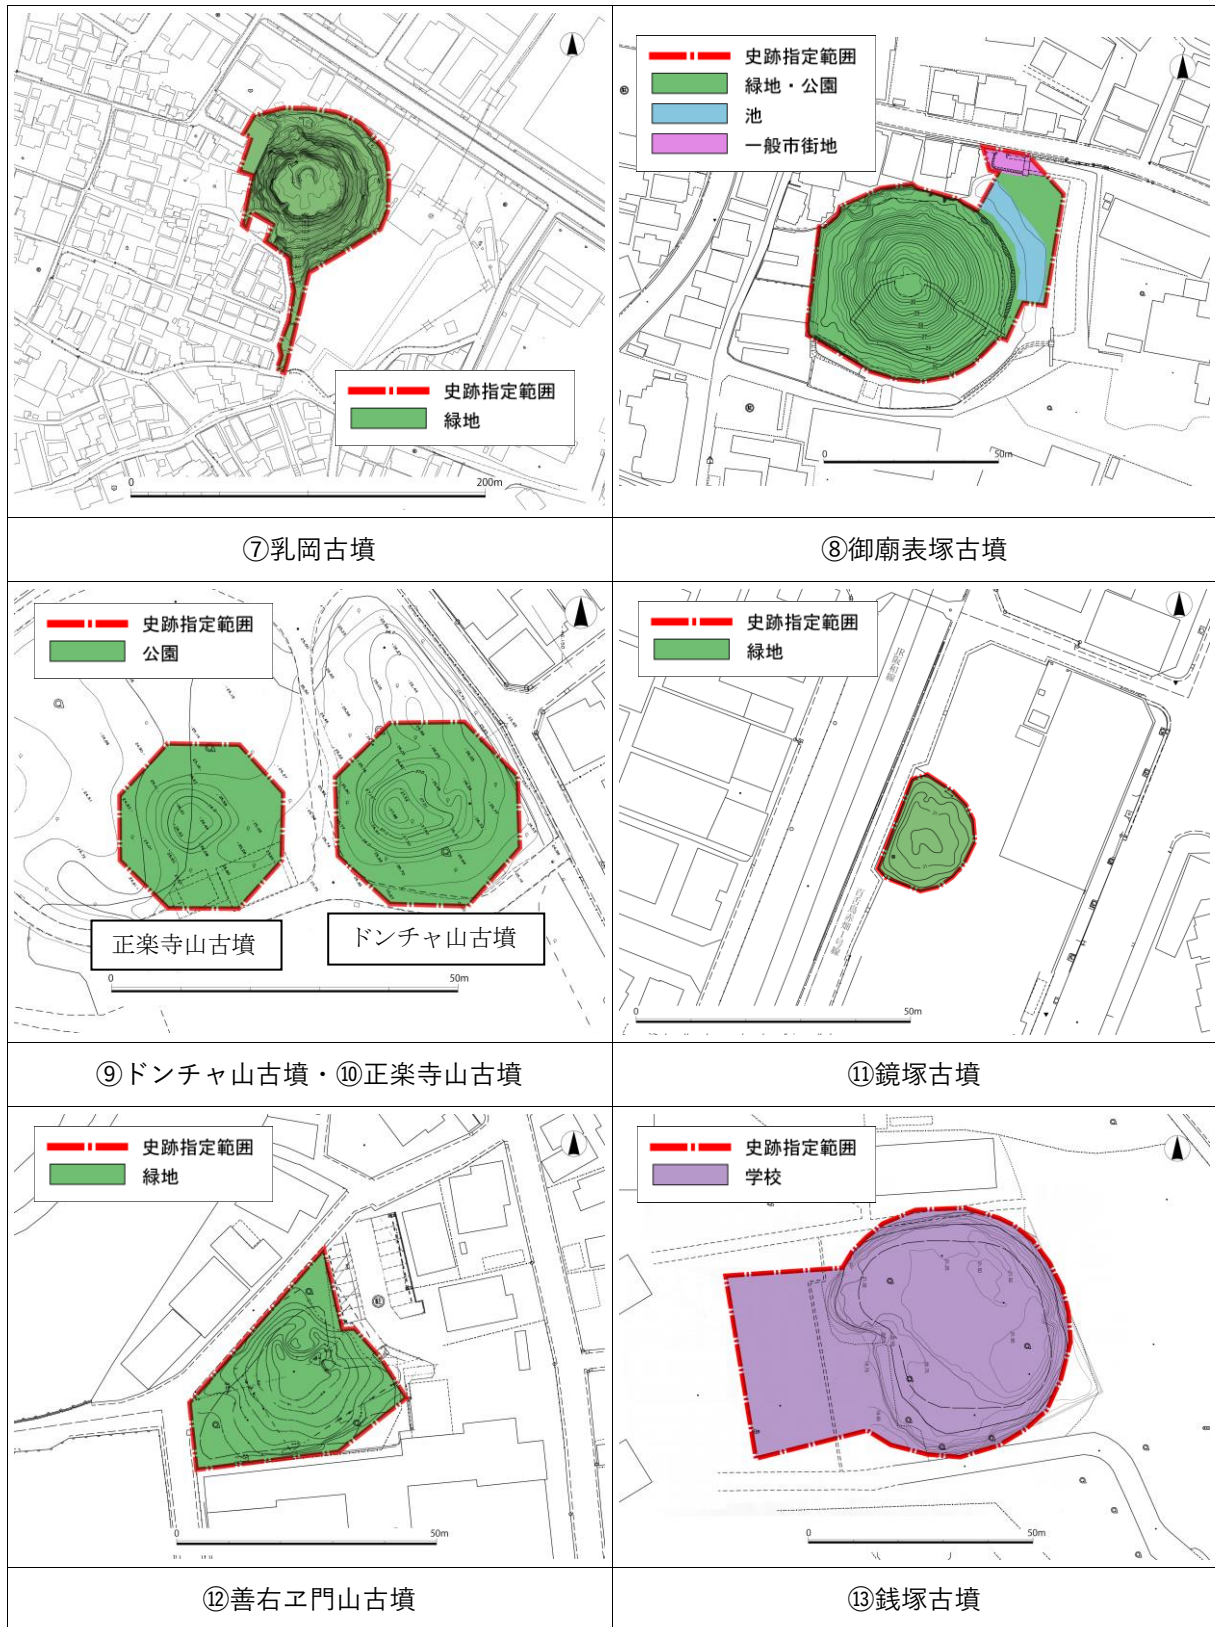 史跡指定範囲
緑地
0 200m
⑦乳岡古墳
史跡指定範囲
緑地・公園
池
一般市街地
0 50m
⑧御廟表塚古墳
史跡指定範囲
公園
正楽寺山古墳
ドンチャ山古墳
0 50m
⑨ドンチャ山古墳・⑩正楽寺山古墳
史跡指定範囲
緑地
JR阪和線
0 50m
⑪鏡塚古墳
史跡指定範囲
緑地
0 50m
⑫善右ヱ門山古墳
史跡指定範囲
学校
0 50m
⑬銭塚古墳